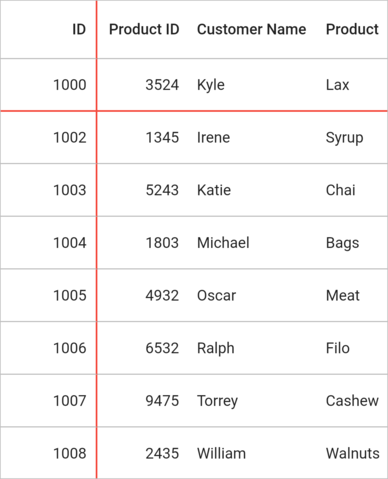 ID Product ID Customer Name Product
1000 3524 Kyle Lax
1002 1345 Irene Syrup
1003 5243 Katie Chai
1004 1803 Michael Bags
1005 4932 Oscar Meat
1006 6532 Ralph Filo
1007 9475 Torrey Cashew
1008 2435 William Walnuts